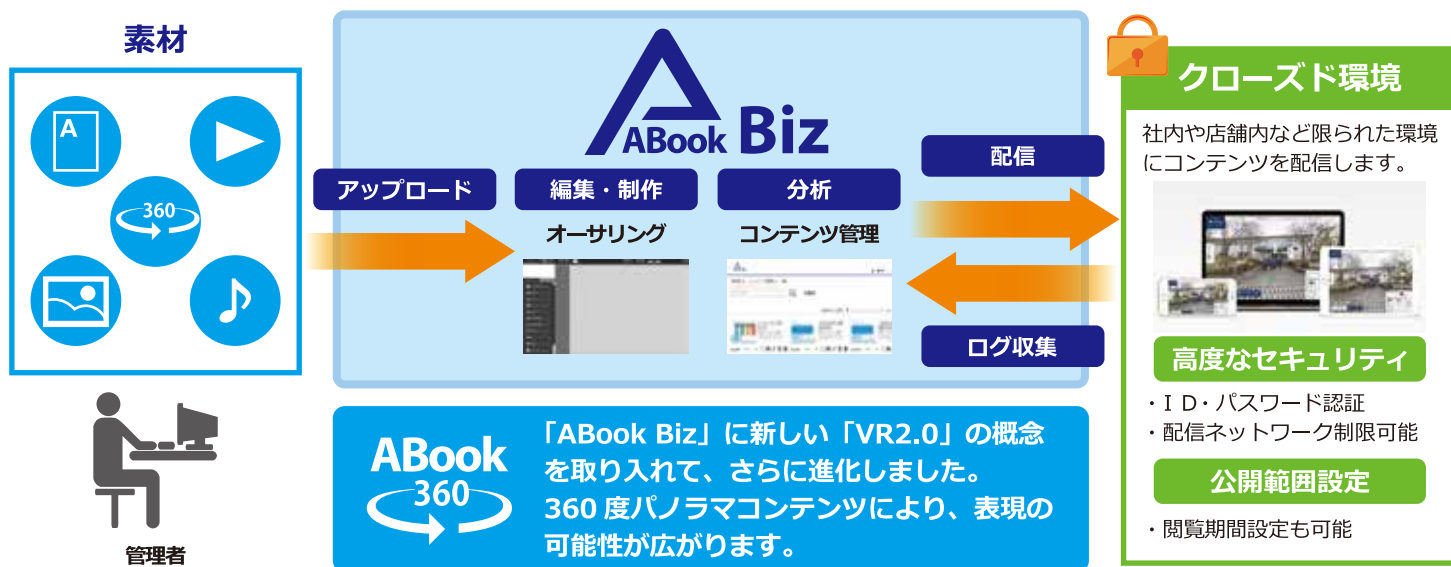 素材
A
360
管理者
アップロード
ABook Biz
編集・制作
オーサリング
分析
コンテンツ管理
配信
ログ収集
ABook
360
「ABook Biz」に新しい「VR2.0」の概念
を取り入れて、さらに進化しました。
360 度パノラマコンテンツにより、表現の
可能性が広がります。
クローズド環境
社内や店舗内など限られた環境
にコンテンツを配信します。
高度なセキュリティ
・I D・パスワード認証
・配信ネットワーク制限可能
公開範囲設定
・閲覧期間設定も可能